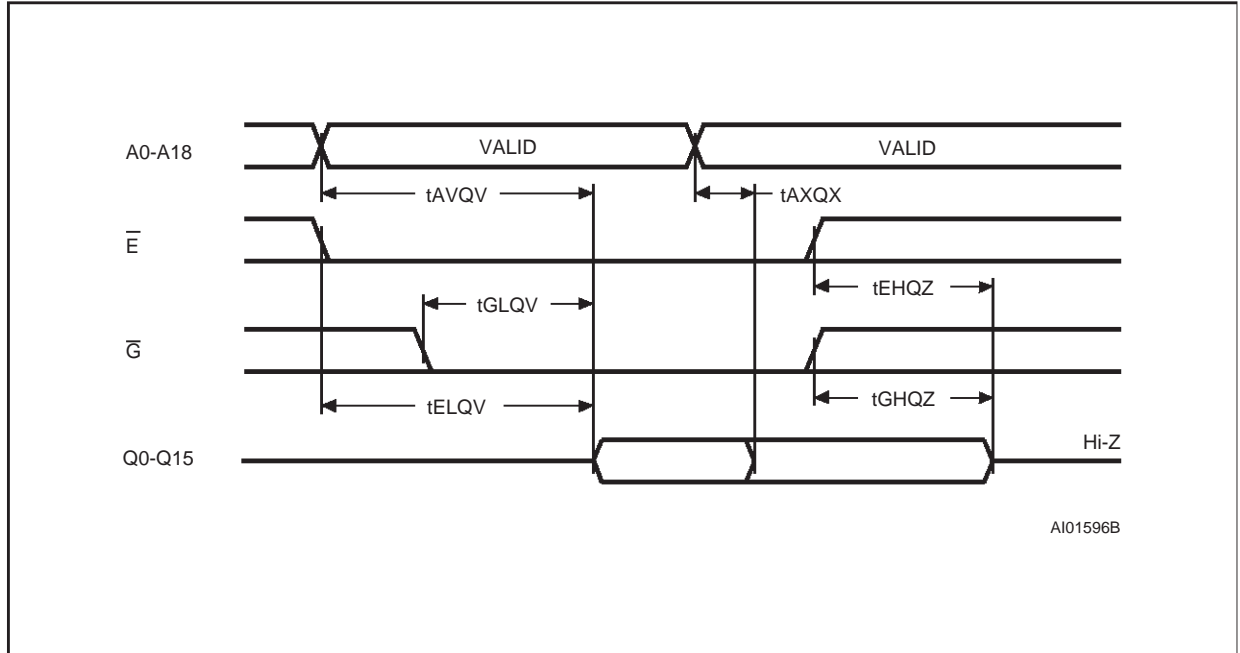 A0-A18
VALID
VALID
tAVQV
tAXQX
E̅
tEHQZ
tGLQV
G̅
tGHQZ
tELQV
Q0-Q15
Hi-Z
AI01596B